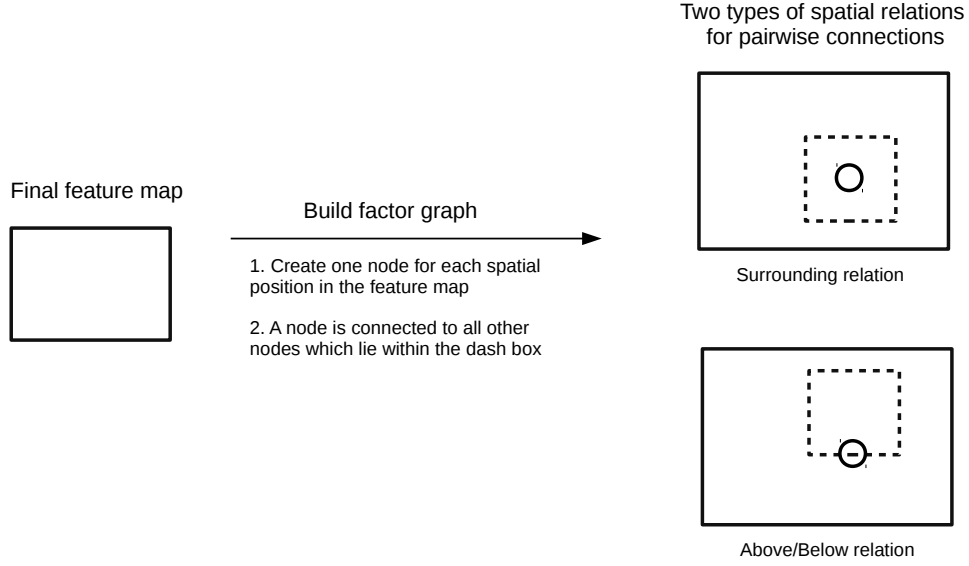 Two types of spatial relations
for pairwise connections
Final feature map
Build factor graph
1. Create one node for each spatial
position in the feature map
2. A node is connected to all other
nodes which lie within the dash box
Surrounding relation
Above/Below relation